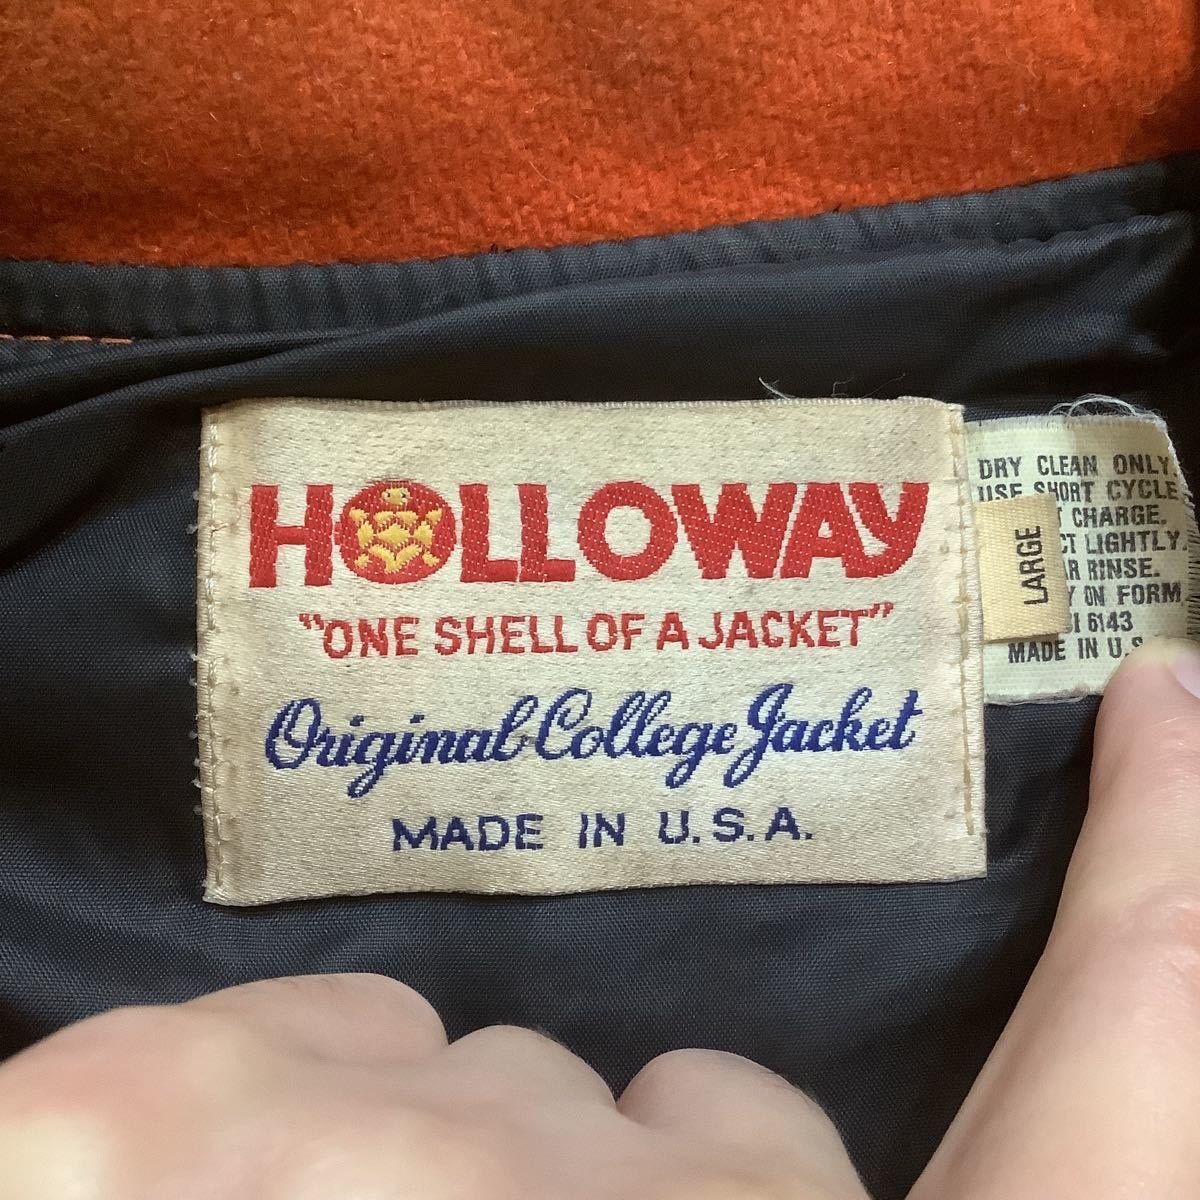 HOLLOWAY
"ONE SHELL OF A JACKET"
Original College Jacket
MADE IN U.S.A.
LARGE
DRY CLEAN ONLY.
USE SHORT CYCLE
CHARGE.
LIGHTLY.
RINSE.
ON FORM
6143
MADE IN U.S